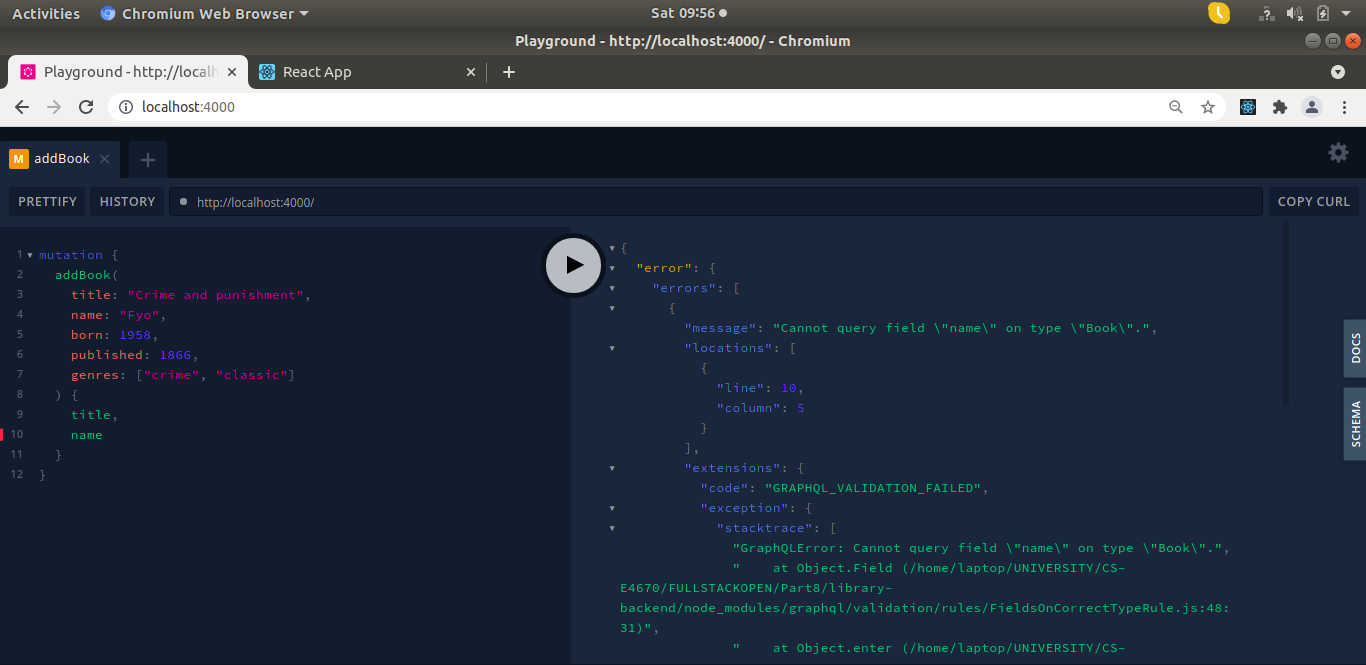 Activities Chromium Web Browser Sat 09:56
Playground - http://localhost:4000/ - Chromium
Playground - http://localh React App
localhost:4000
M addBook
PRETTIFY HISTORY http://localhost:4000/ COPY CURL
1 mutation {
2 addBook(
3 title: "Crime and punishment",
4 name: "Fyo",
5 born: 1958,
6 published: 1866,
7 genres: ["crime", "classic"]
8 ) {
9 title,
10 name
11 }
12 }
{
"error": {
"errors": [
{
"message": "Cannot query field \"name\" on type \"Book\".",
"locations": [
{
"line": 10,
"column": 5
}
],
"extensions": {
"code": "GRAPHQL_VALIDATION_FAILED",
"exception": {
"stacktrace": [
"GraphQLError: Cannot query field \"name\" on type \"Book\".",
"    at Object.Field (/home/laptop/UNIVERSITY/CS-
E4670/FULLSTACKOPEN/Part8/library-
backend/node_modules/graphql/validation/rules/FieldsOnCorrectTypeRule.js:48:
31)",
"    at Object.enter (/home/laptop/UNIVERSITY/CS-
DOCS
SCHEMA